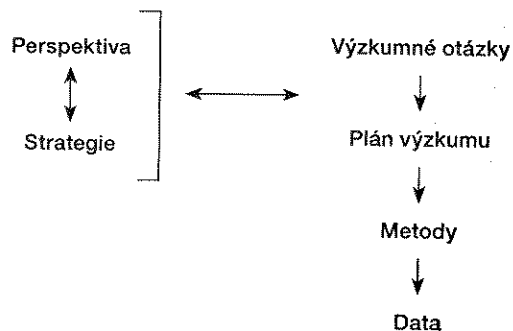 Perspektiva
Strategie
Výzkumné otázky
Plán výzkumu
Metody
Data